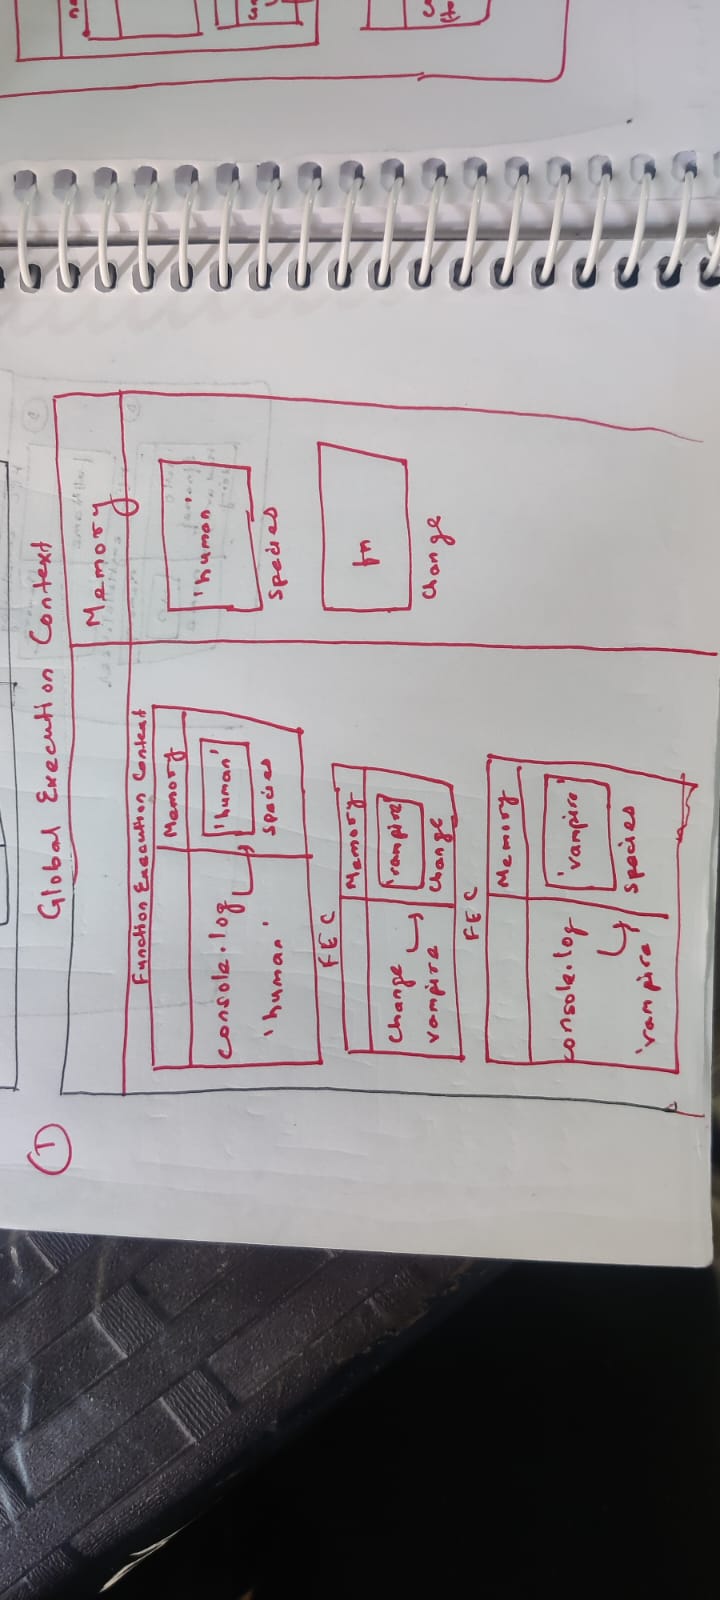 ①
Global Execution Context
Memory
Function Execution Context
Memory
console.log
'human'
'human'
species
FEC
Memory
change
vampire
'vampire'
change
FEC
Memory
console.log
'vampire'
'vampire'
species
'human
species
fn
change